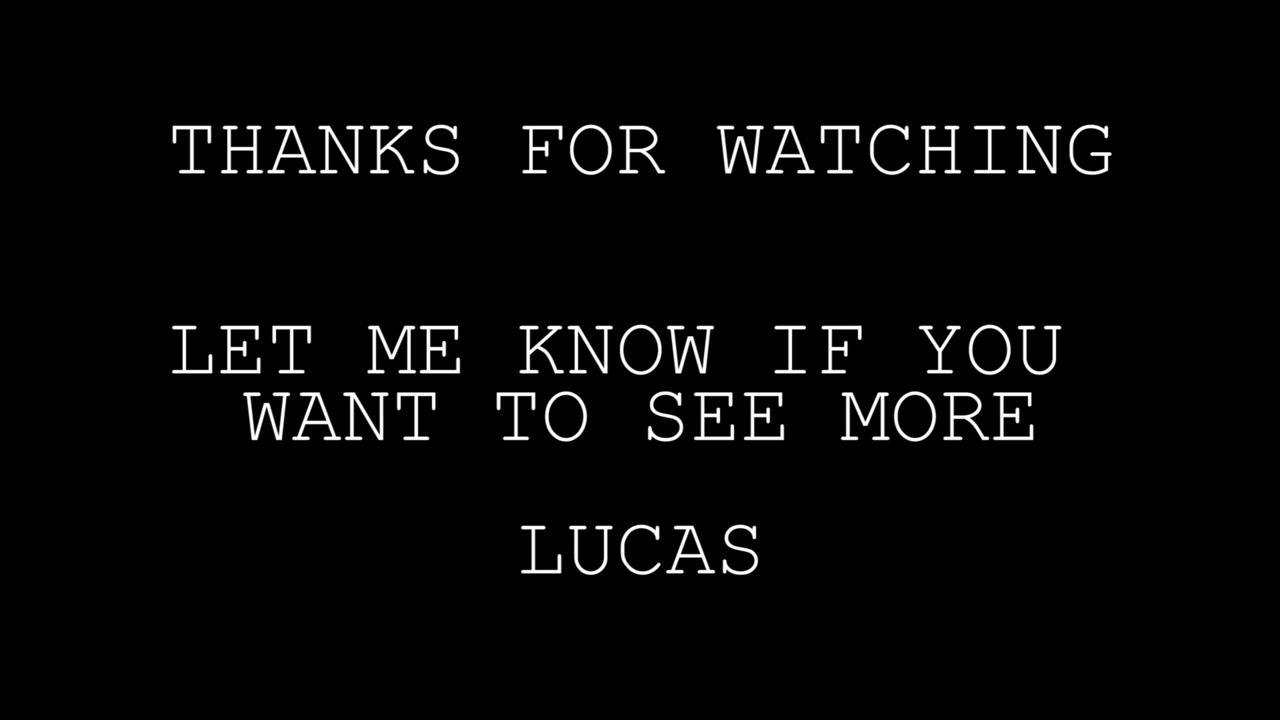 THANKS FOR WATCHING
LET ME KNOW IF YOU
WANT TO SEE MORE
LUCAS